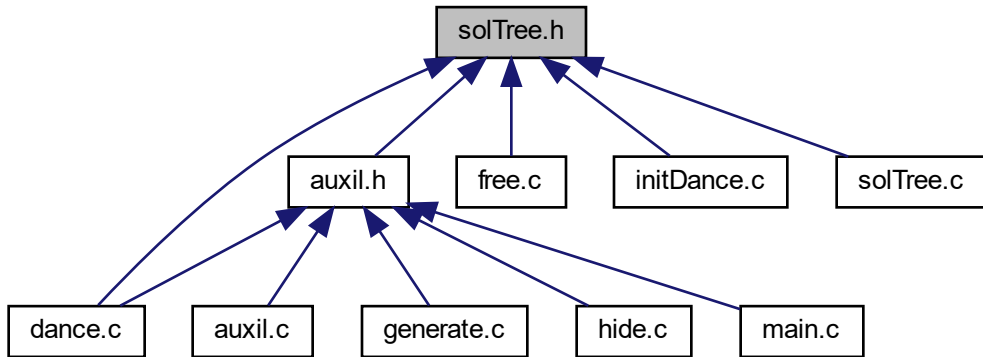 solTree.h
auxil.h
free.c
initDance.c
solTree.c
dance.c
auxil.c
generate.c
hide.c
main.c